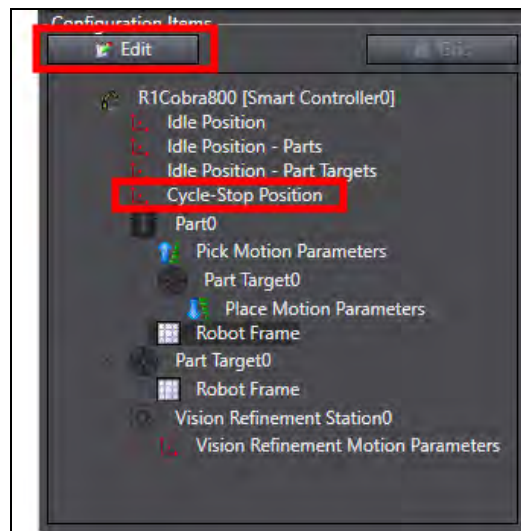 Configuration Items
Edit
R1Cobra800 [Smart Controller0]
Idle Position
Idle Position - Parts
Idle Position - Part Targets
Cycle-Stop Position
Part0
Pick Motion Parameters
Part Target0
Place Motion Parameters
Robot Frame
Part Target0
Robot Frame
Vision Refinement Station0
Vision Refinement Motion Parameters